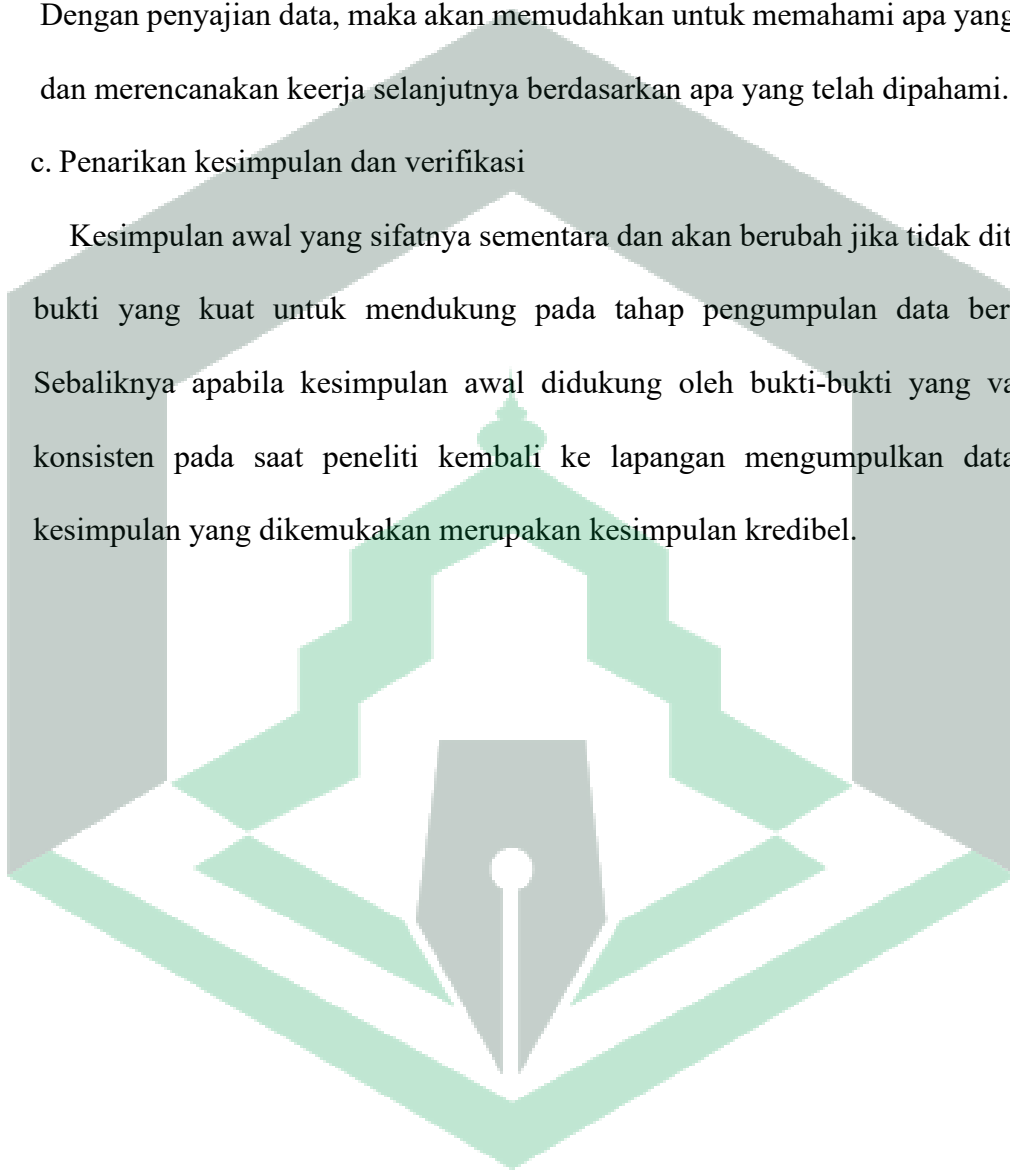 Dengan penyajian data, maka akan memudahkan untuk memahami apa yang
dan merencanakan keerja selanjutnya berdasarkan apa yang telah dipahami.
c. Penarikan kesimpulan dan verifikasi
Kesimpulan awal yang sifatnya sementara dan akan berubah jika tidak
bukti yang kuat untuk mendukung pada tahap pengumpulan data
Sebaliknya apabila kesimpulan awal didukung oleh bukti-bukti yang
konsisten pada saat peneliti kembali ke lapangan mengumpulkan data
kesimpulan yang dikemukakan merupakan kesimpulan kredibel.